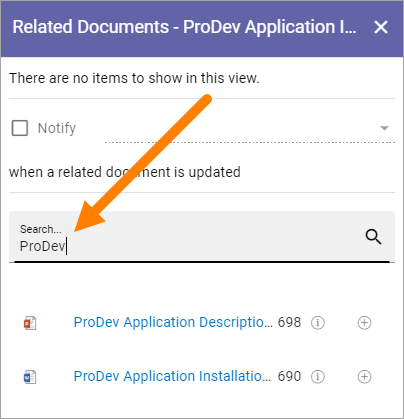 Related Documents - ProDev Application I...
There are no items to show in this view.
Notify
when a related document is updated
Search...
ProDev
ProDev Application Descriptio... 698
ProDev Application Installatio... 690